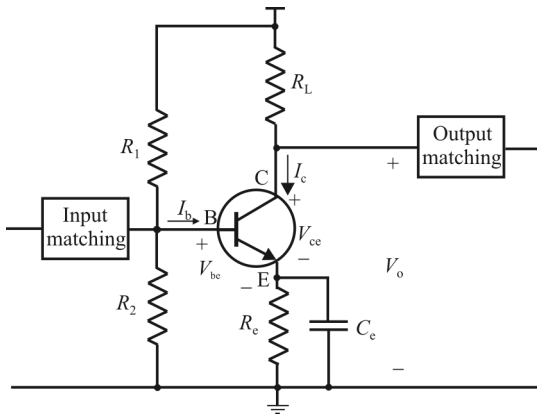 R_L
R_1
Output
matching
C
I_c
+
+
Input
matching
I_b
B
V_ce
+
V_be
−
−
E
V_o
R_2
R_e
C_e
−